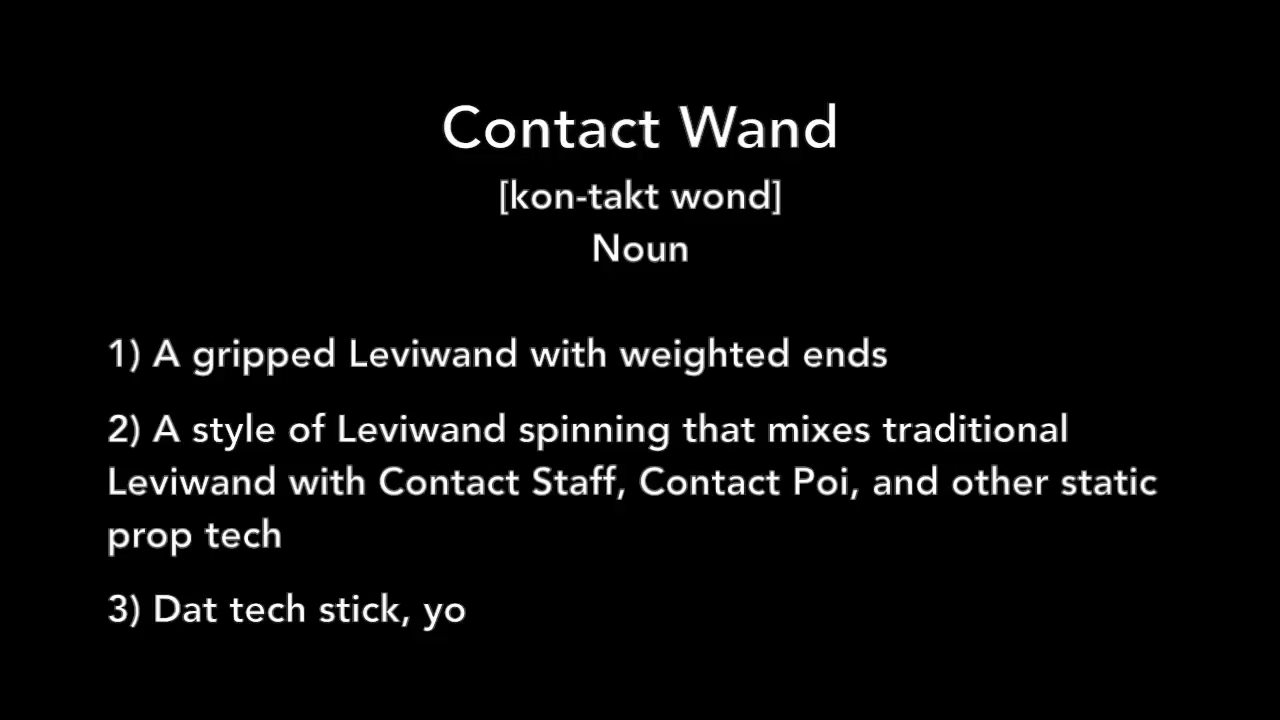 Contact Wand
[kon-takt wond]
Noun
1) A gripped Leviwand with weighted ends
2) A style of Leviwand spinning that mixes traditional
Leviwand with Contact Staff, Contact Poi, and other static
prop tech
3) Dat tech stick, yo